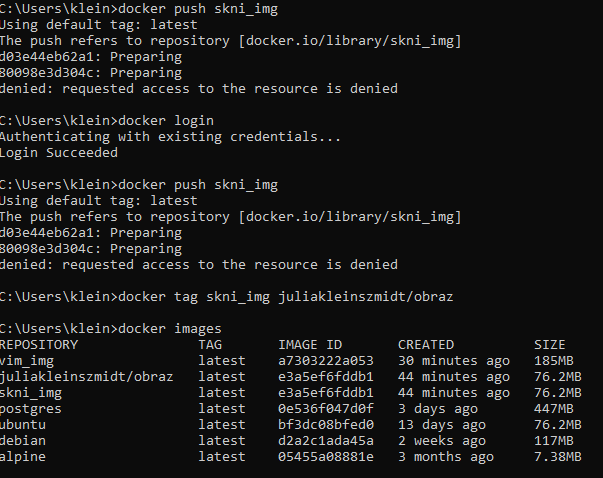 C:\Users\klein>docker push skni_img
Using default tag: latest
The push refers to repository [docker.io/library/skni_img]
d03e44eb62a1: Preparing
80098e3d304c: Preparing
denied: requested access to the resource is denied
C:\Users\klein>docker login
Authenticating with existing credentials...
Login Succeeded
C:\Users\klein>docker push skni_img
Using default tag: latest
The push refers to repository [docker.io/library/skni_img]
d03e44eb62a1: Preparing
80098e3d304c: Preparing
denied: requested access to the resource is denied
C:\Users\klein>docker tag skni_img juliakleinszmidt/obraz
C:\Users\klein>docker images
REPOSITORY TAG IMAGE ID CREATED SIZE
vim_img latest a7303222a053 30 minutes ago 185MB
juliakleinszmidt/obraz latest e3a5ef6fddb1 44 minutes ago 76.2MB
skni_img latest e3a5ef6fddb1 44 minutes ago 76.2MB
postgres latest 0e536f047d0f 3 days ago 447MB
ubuntu latest bf3dc08bfed0 13 days ago 76.2MB
debian latest d2a2c1ada45a 2 weeks ago 117MB
alpine latest 05455a08881e 3 months ago 7.38MB